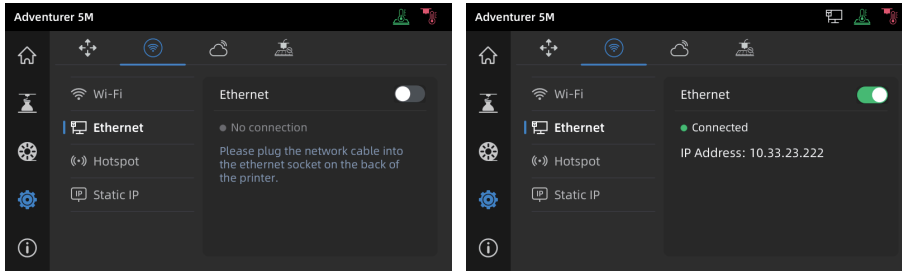 Adventurer 5M
Wi-Fi
Ethernet
Ethernet
No connection
Hotspot
Please plug the network cable into
the ethernet socket on the back of
the printer.
IP
Static IP
Adventurer 5M
Wi-Fi
Ethernet
Ethernet
Connected
Hotspot
IP Address: 10.33.23.222
IP
Static IP